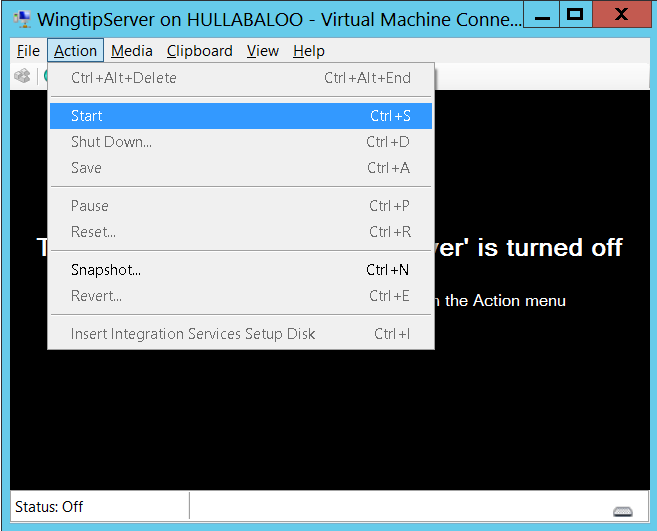 WingtipServer on HULLABALOO - Virtual Machine Conne...
File Action Media Clipboard View Help
Ctrl+Alt+Delete Ctrl+Alt+End
Start Ctrl+S
Shut Down... Ctrl+D
Save Ctrl+A
Pause Ctrl+P
Reset... Ctrl+R
Snapshot... Ctrl+N
Revert... Ctrl+E
Insert Integration Services Setup Disk Ctrl+I
T ver' is turned off
n the Action menu
Status: Off